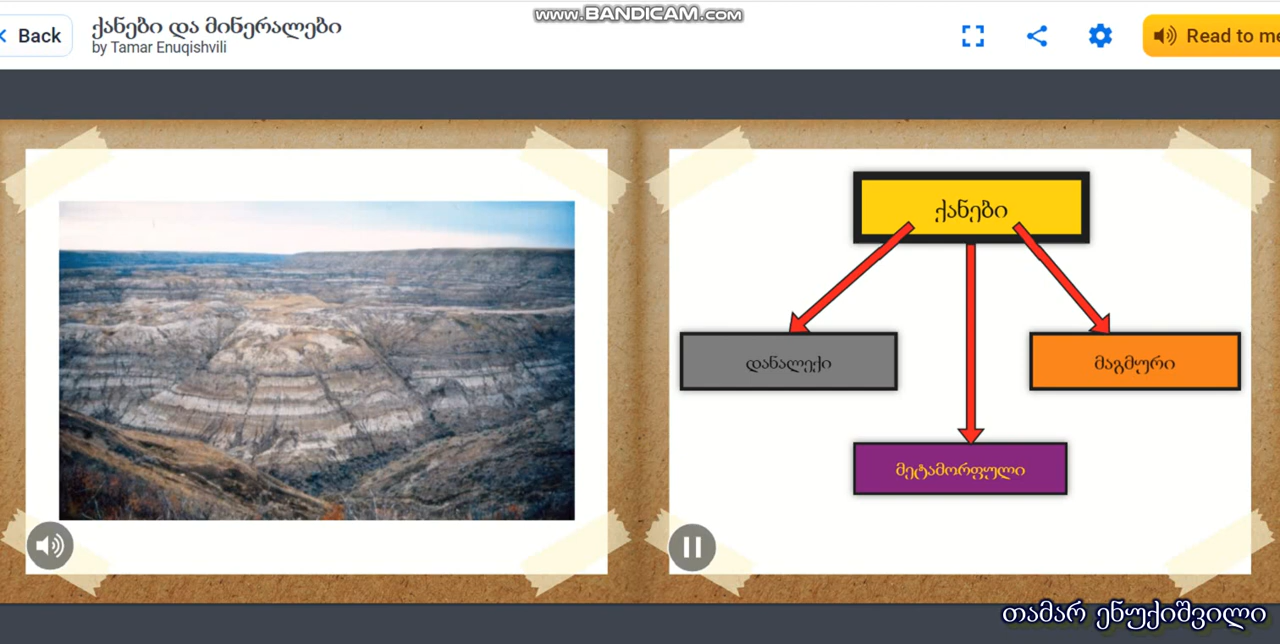 www.BANDICAM.com
Back
ქანები და მინერალები
by Tamar Enuqishvili
Read to me
ქანები
დანალექი
მაგმური
მეტამორფული
თამარ ენუქიშვილი